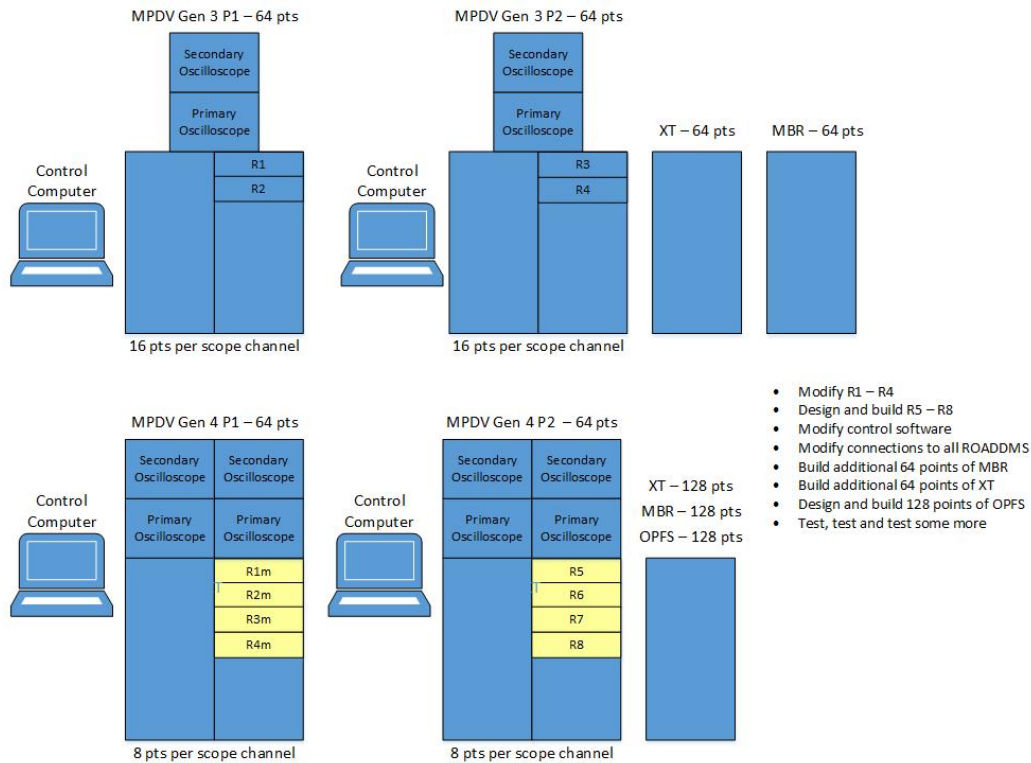 MPDV Gen 3 P1 – 64 pts
Secondary
Oscilloscope
Primary
Oscilloscope
R1
R2
Control
Computer
16 pts per scope channel
MPDV Gen 3 P2 – 64 pts
Secondary
Oscilloscope
Primary
Oscilloscope
R3
R4
Control
Computer
16 pts per scope channel
XT – 64 pts
MBR – 64 pts
MPDV Gen 4 P1 – 64 pts
Secondary
Oscilloscope
Secondary
Oscilloscope
Primary
Oscilloscope
Primary
Oscilloscope
R1m
R2m
R3m
R4m
Control
Computer
8 pts per scope channel
MPDV Gen 4 P2 – 64 pts
Secondary
Oscilloscope
Secondary
Oscilloscope
Primary
Oscilloscope
Primary
Oscilloscope
R5
R6
R7
R8
Control
Computer
8 pts per scope channel
XT – 128 pts
MBR – 128 pts
OPFS – 128 pts
• Modify R1 – R4
• Design and build R5 – R8
• Modify control software
• Modify connections to all ROADDMS
• Build additional 64 points of MBR
• Build additional 64 points of XT
• Design and build 128 points of OPFS
• Test, test and test some more